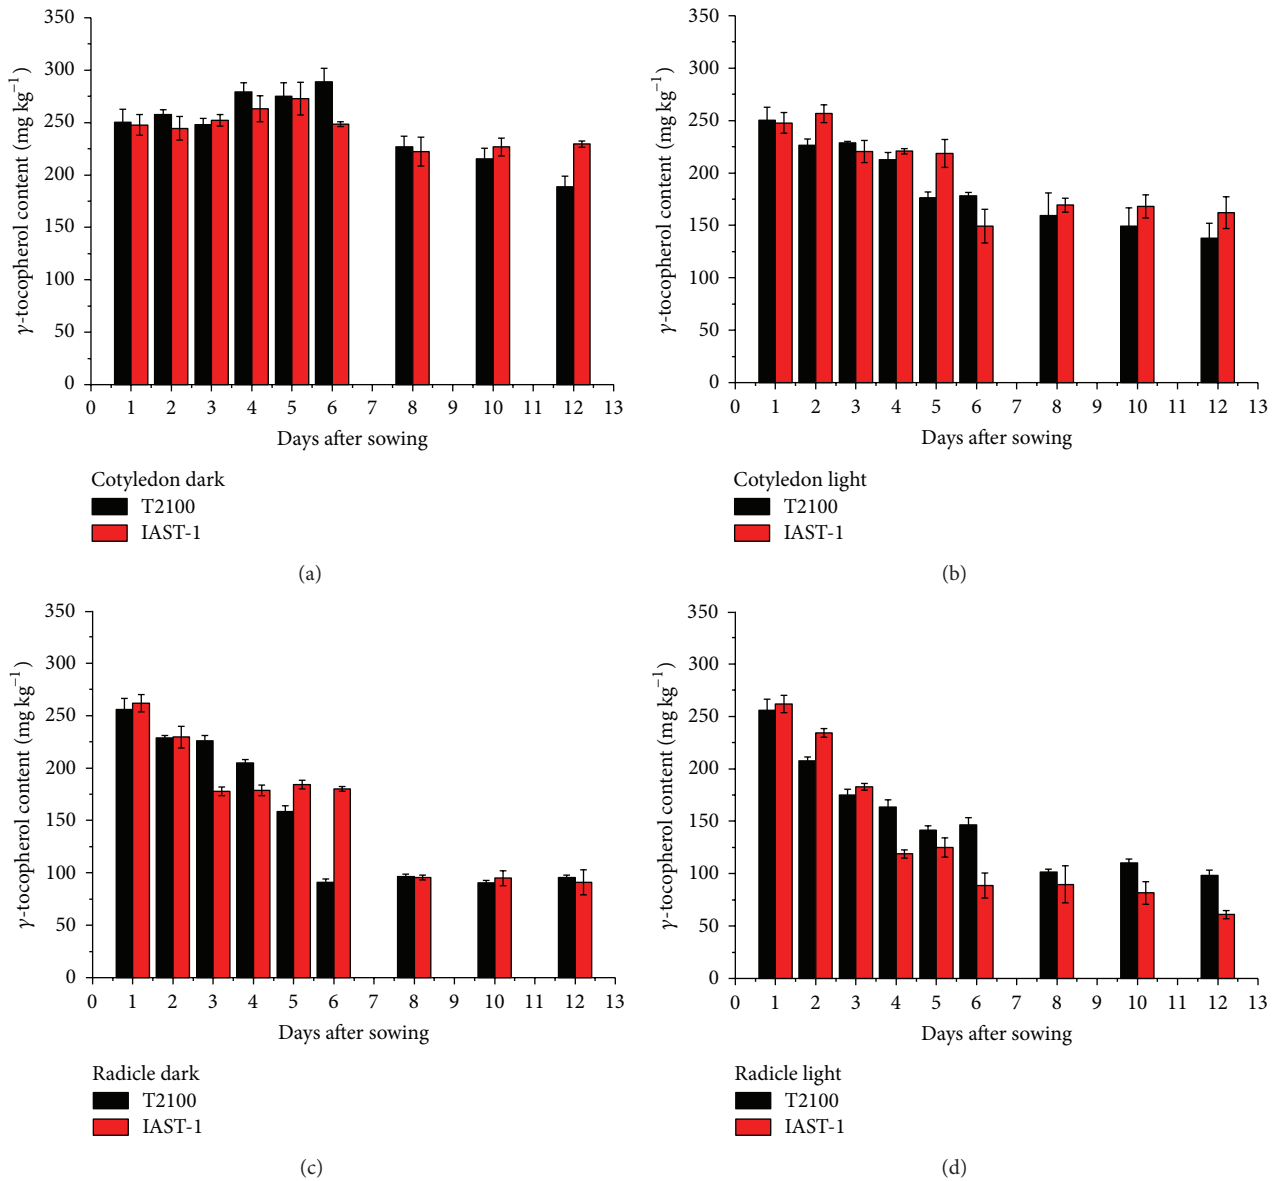 350
300
250
200
150
100
50
0
γ-tocopherol content (mg kg−1)
0 1 2 3 4 5 6 7 8 9 10 11 12 13
Days after sowing
Cotyledon dark
T2100
IAST-1
(a)
350
300
250
200
150
100
50
0
γ-tocopherol content (mg kg−1)
0 1 2 3 4 5 6 7 8 9 10 11 12 13
Days after sowing
Cotyledon light
T2100
IAST-1
(b)
350
300
250
200
150
100
50
0
γ-tocopherol content (mg kg−1)
0 1 2 3 4 5 6 7 8 9 10 11 12 13
Days after sowing
Radicle dark
T2100
IAST-1
(c)
350
300
250
200
150
100
50
0
γ-tocopherol content (mg kg−1)
0 1 2 3 4 5 6 7 8 9 10 11 12 13
Days after sowing
Radicle light
T2100
IAST-1
(d)